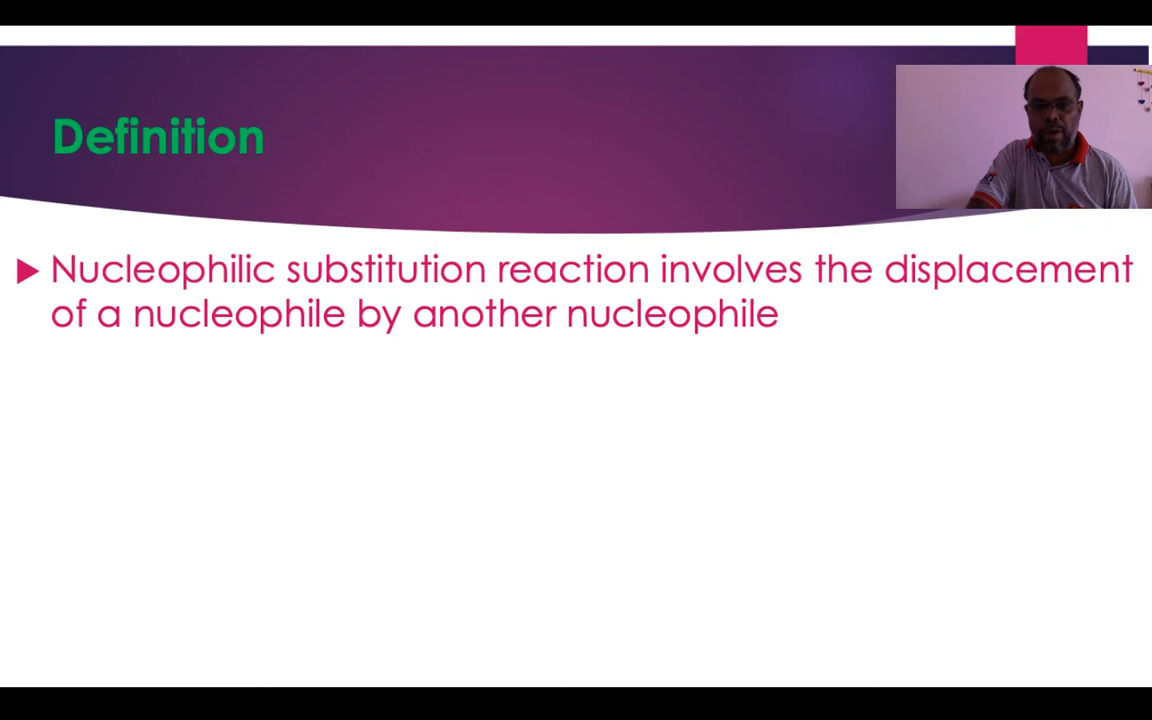 Definition
Nucleophilic substitution reaction involves the displacement
of a nucleophile by another nucleophile